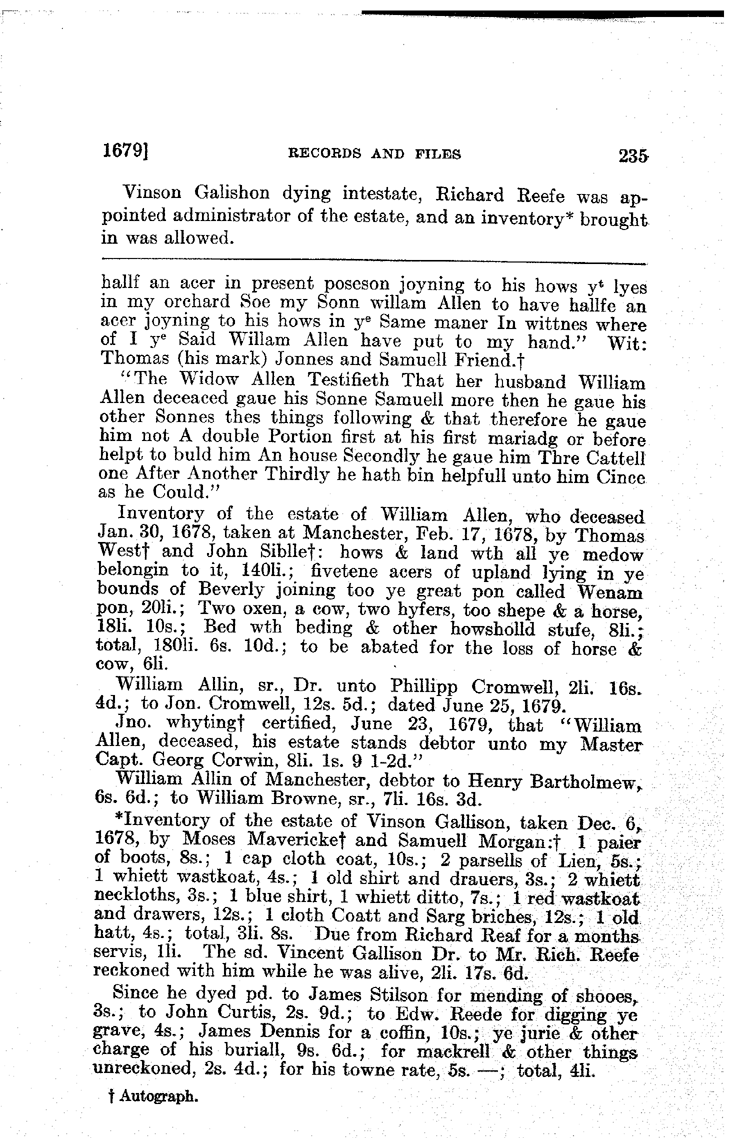 1679]          RECORDS AND FILES          235
Vinson Galishon dying intestate, Richard Reefe was ap-
pointed administrator of the estate, and an inventory* brought
in was allowed.
hallf an acer in present poseson joyning to his hows yᵗ lyes
in my orchard Soe my Sonn willam Allen to have hallfe an
acer joyning to his hows in yᵉ Same maner In wittnes where
of I yᵉ Said Willam Allen have put to my hand.” Wit:
Thomas (his mark) Jonnes and Samuell Friend.†
“The Widow Allen Testifieth That her husband William
Allen deceaced gaue his Sonne Samuell more then he gaue his
other Sonnes thes things following & that therefore he gaue
him not A double Portion first at his first mariadg or before
helpt to buld him An house Secondly he gaue him Thre Cattell
one After Another Thirdly he hath bin helpfull unto him Cince
as he Could.”
Inventory of the estate of William Allen, who deceased
Jan. 30, 1678, taken at Manchester, Feb. 17, 1678, by Thomas
West† and John Siblle†: hows & land wth all ye medow
belongin to it, 140li.; fivetene acers of upland lying in ye
bounds of Beverly joining too ye great pon called Wenam
pon, 20li.; Two oxen, a cow, two hyfers, too shepe & a horse,
18li. 10s.; Bed wth beding & other howsholld stufe, 8li.;
total, 180li. 6s. 10d.; to be abated for the loss of horse &
cow, 6li.
William Allin, sr., Dr. unto Phillipp Cromwell, 2li. 16s.
4d.; to Jon. Cromwell, 12s. 5d.; dated June 25, 1679.
Jno. whyting† certified, June 23, 1679, that “William
Allen, deceased, his estate stands debtor unto my Master
Capt. Georg Corwin, 8li. 1s. 9 1-2d.”
William Allin of Manchester, debtor to Henry Bartholmew,
6s. 6d.; to William Browne, sr., 7li. 16s. 3d.
*Inventory of the estate of Vinson Gallison, taken Dec. 6,
1678, by Moses Mavericke† and Samuell Morgan:† 1 paier
of boots, 8s.; 1 cap cloth coat, 10s.; 2 parsells of Lien, 5s.;
1 whiett wastkoat, 4s.; 1 old shirt and drauers, 3s.; 2 whiett
neckloths, 3s.; 1 blue shirt, 1 whiett ditto, 7s.; 1 red wastkoat
and drawers, 12s.; 1 cloth Coatt and Sarg briches, 12s.; 1 old
hatt, 4s.; total, 3li. 8s. Due from Richard Reaf for a months
servis, 1li. The sd. Vincent Gallison Dr. to Mr. Rich. Reefe
reckoned with him while he was alive, 2li. 17s. 6d.
Since he dyed pd. to James Stilson for mending of shooes,
3s.; to John Curtis, 2s. 9d.; to Edw. Reede for digging ye
grave, 4s.; James Dennis for a coffin, 10s.; ye jurie & other
charge of his buriall, 9s. 6d.; for mackrell & other things
unreckoned, 2s. 4d.; for his towne rate, 5s. —; total, 4li.
† Autograph.